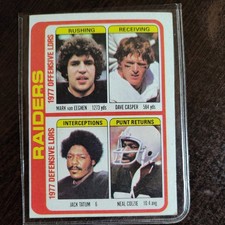 RAIDERS
1977 OFFENSIVE LDRS
RUSHING
RECEIVING
MARK van EEGHEN 1273 yds
DAVE CASPER 584 yds
1977 DEFENSIVE LDRS
INTERCEPTIONS
PUNT RETURNS
JACK TATUM 6
NEAL COLZIE 10.4 avg.